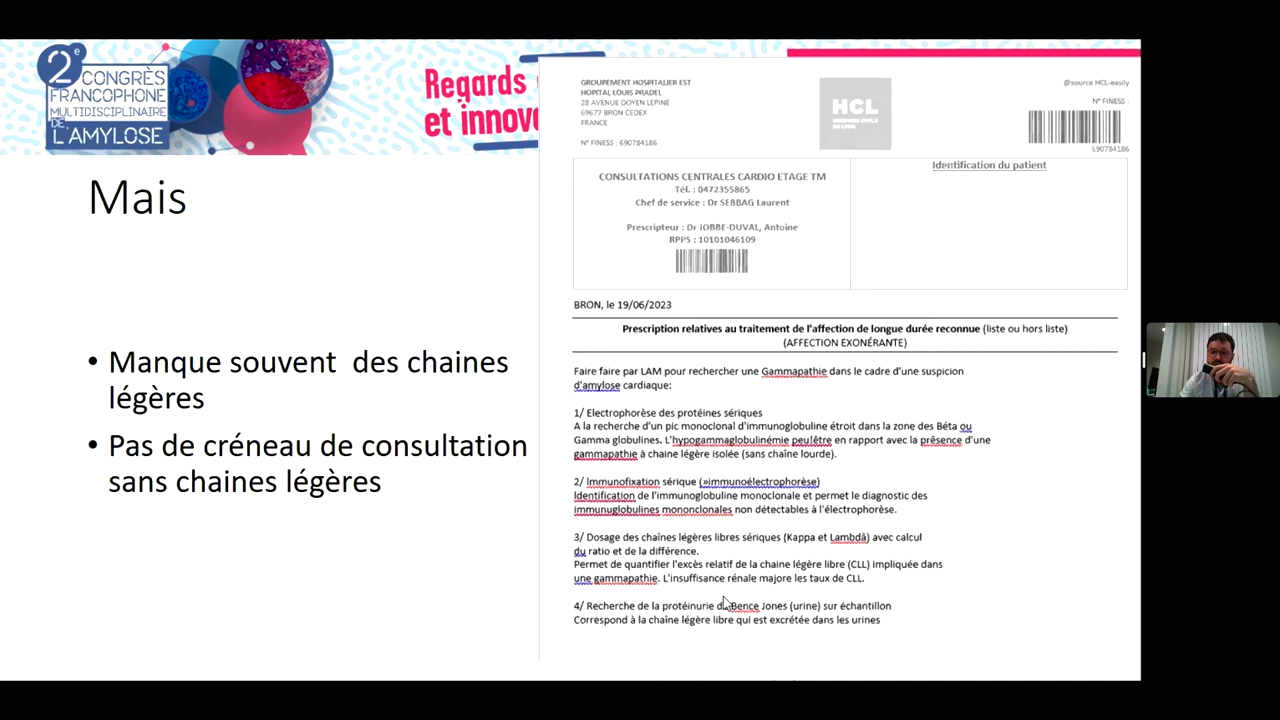 2e
CONGRÈS
FRANCOPHONE
MULTIDISCIPLINAIRE
DE
L'AMYLOSE
Regards
et innov
Mais
• Manque souvent des chaines
légères
• Pas de créneau de consultation
sans chaines légères
GROUPEMENT HOSPITALIER EST
HOPITAL LOUIS PRADEL
28 AVENUE DOYEN LEPINE
69677 BRON CEDEX
FRANCE
N° FINESS : 690784186
HCL
HOSPICES CIVILS
DE LYON
@source HCL-easily
N° FINESS :
690784186
CONSULTATIONS CENTRALES CARDIO ETAGE TM
Tél. : 0472355865
Chef de service : Dr SEBBAG Laurent
Prescripteur : Dr JOBBE-DUVAL, Antoine
RPPS : 10101046109
Identification du patient
BRON, le 19/06/2023
Prescription relatives au traitement de l'affection de longue durée reconnue (liste ou hors liste)
(AFFECTION EXONÉRANTE)
Faire faire par LAM pour rechercher une Gammapathie dans le cadre d'une suspicion
d'amylose cardiaque:
1/ Electrophorèse des protéines sériques
A la recherche d'un pic monoclonal d'immunoglobuline étroit dans la zone des Béta ou
Gamma globulines. L'hypogammaglobulinémie peu!être en rapport avec la présence d'une
gammapathie à chaine légère isolée (sans chaîne lourde).
2/ Immunofixation sérique (»immunoélectrophorèse)
Identification de l'immunoglobuline monoclonale et permet le diagnostic des
immunuglobulines mononclonales non détectables à l'électrophorèse.
3/ Dosage des chaînes légères libres sériques (Kappa et Lambdâ) avec calcul
du ratio et de la différence.
Permet de quantifier l'excès relatif de la chaine légère libre (CLL) impliquée dans
une gammapathie. L'insuffisance rénale majore les taux de CLL.
4/ Recherche de la protéinurie de Bence Jones (urine) sur échantillon
Correspond à la chaîne légère libre qui est excrétée dans les urines